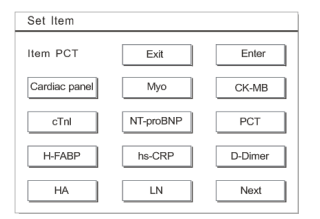 Set Item
Item PCT Exit Enter
Cardiac panel Myo CK-MB
cTnI NT-proBNP PCT
H-FABP hs-CRP D-Dimer
HA LN Next